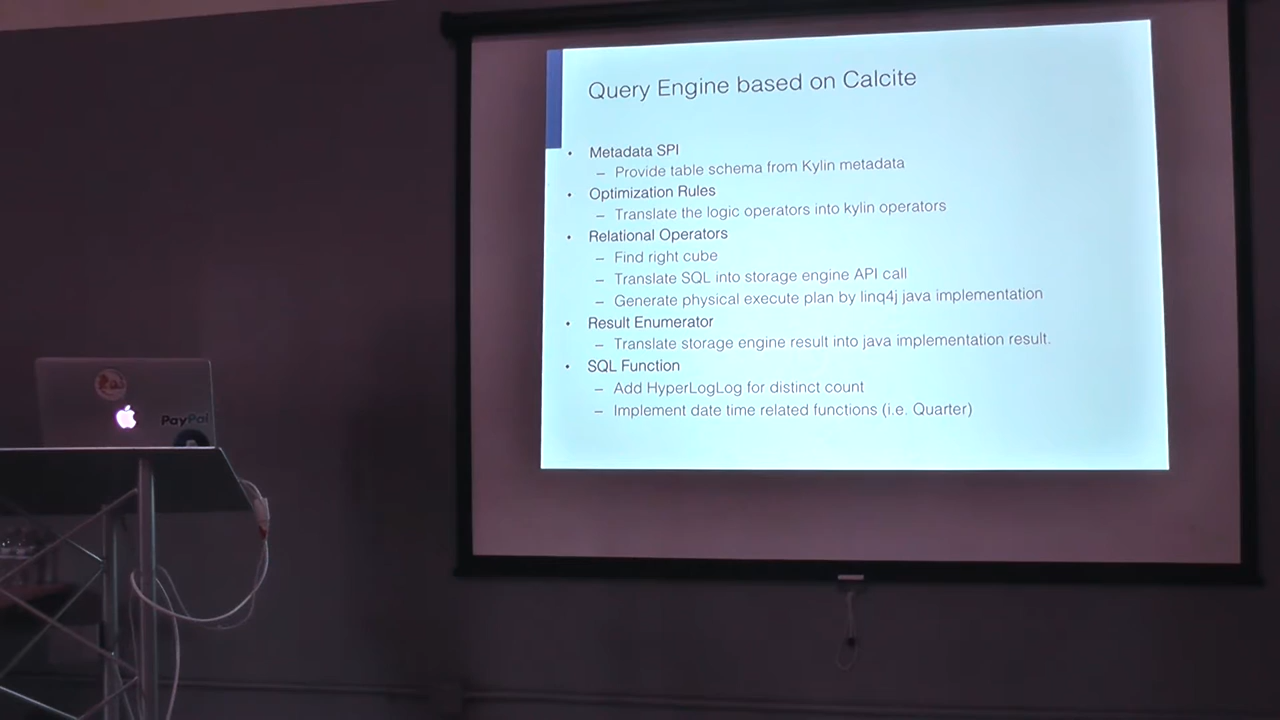 Query Engine based on Calcite
• Metadata SPI
– Provide table schema from Kylin metadata
• Optimization Rules
– Translate the logic operators into kylin operators
• Relational Operators
– Find right cube
– Translate SQL into storage engine API call
– Generate physical execute plan by linq4j java implementation
• Result Enumerator
– Translate storage engine result into java implementation result.
• SQL Function
– Add HyperLogLog for distinct count
– Implement date time related functions (i.e. Quarter)
PayPal